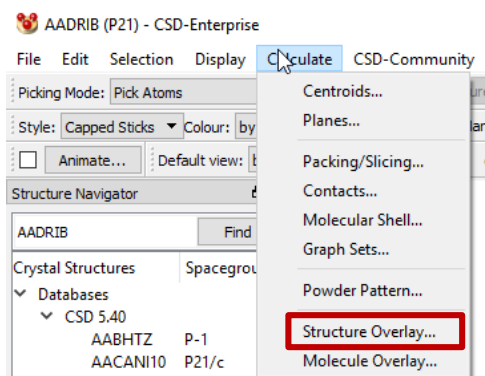 AADRIB (P21) - CSD-Enterprise
File Edit Selection Display Calculate CSD-Community
Picking Mode: Pick Atoms
Style: Capped Sticks Colour: by
Animate... Default view:
Structure Navigator
AADRIB Find
Crystal Structures
Databases
CSD 5.40
AABHTZ P-1
AACANI10 P21/c
Centroids...
Planes...
Packing/Slicing...
Contacts...
Molecular Shell...
Graph Sets...
Powder Pattern...
Structure Overlay...
Molecule Overlay...